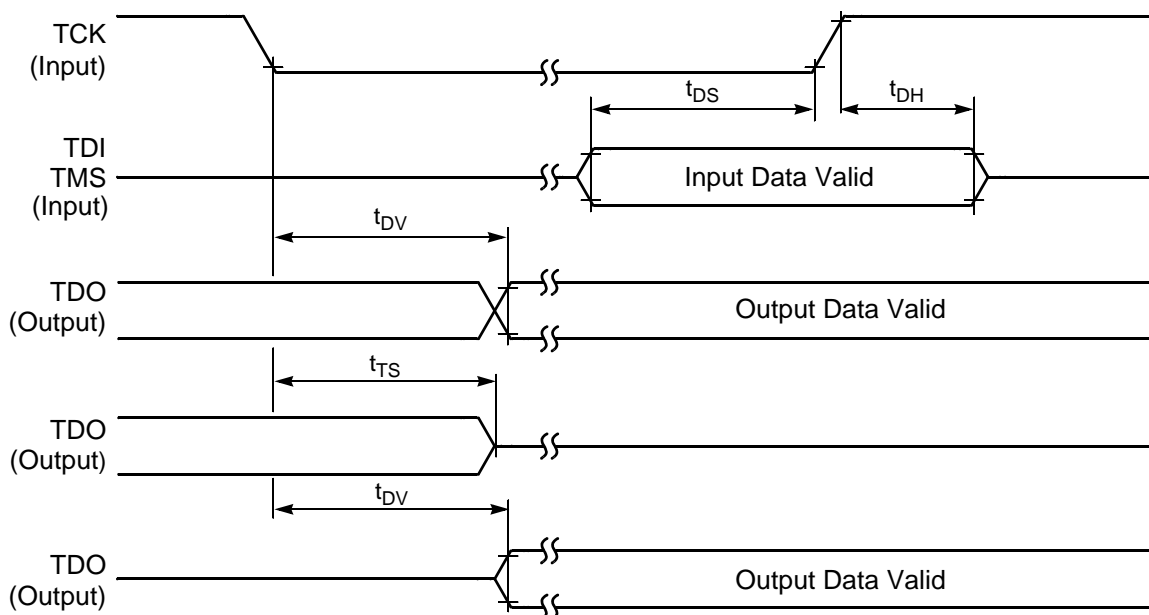 TCK
(Input)
tDS
tDH
TDI
TMS
(Input)
Input Data Valid
tDV
TDO
(Output)
Output Data Valid
tTS
TDO
(Output)
tDV
TDO
(Output)
Output Data Valid